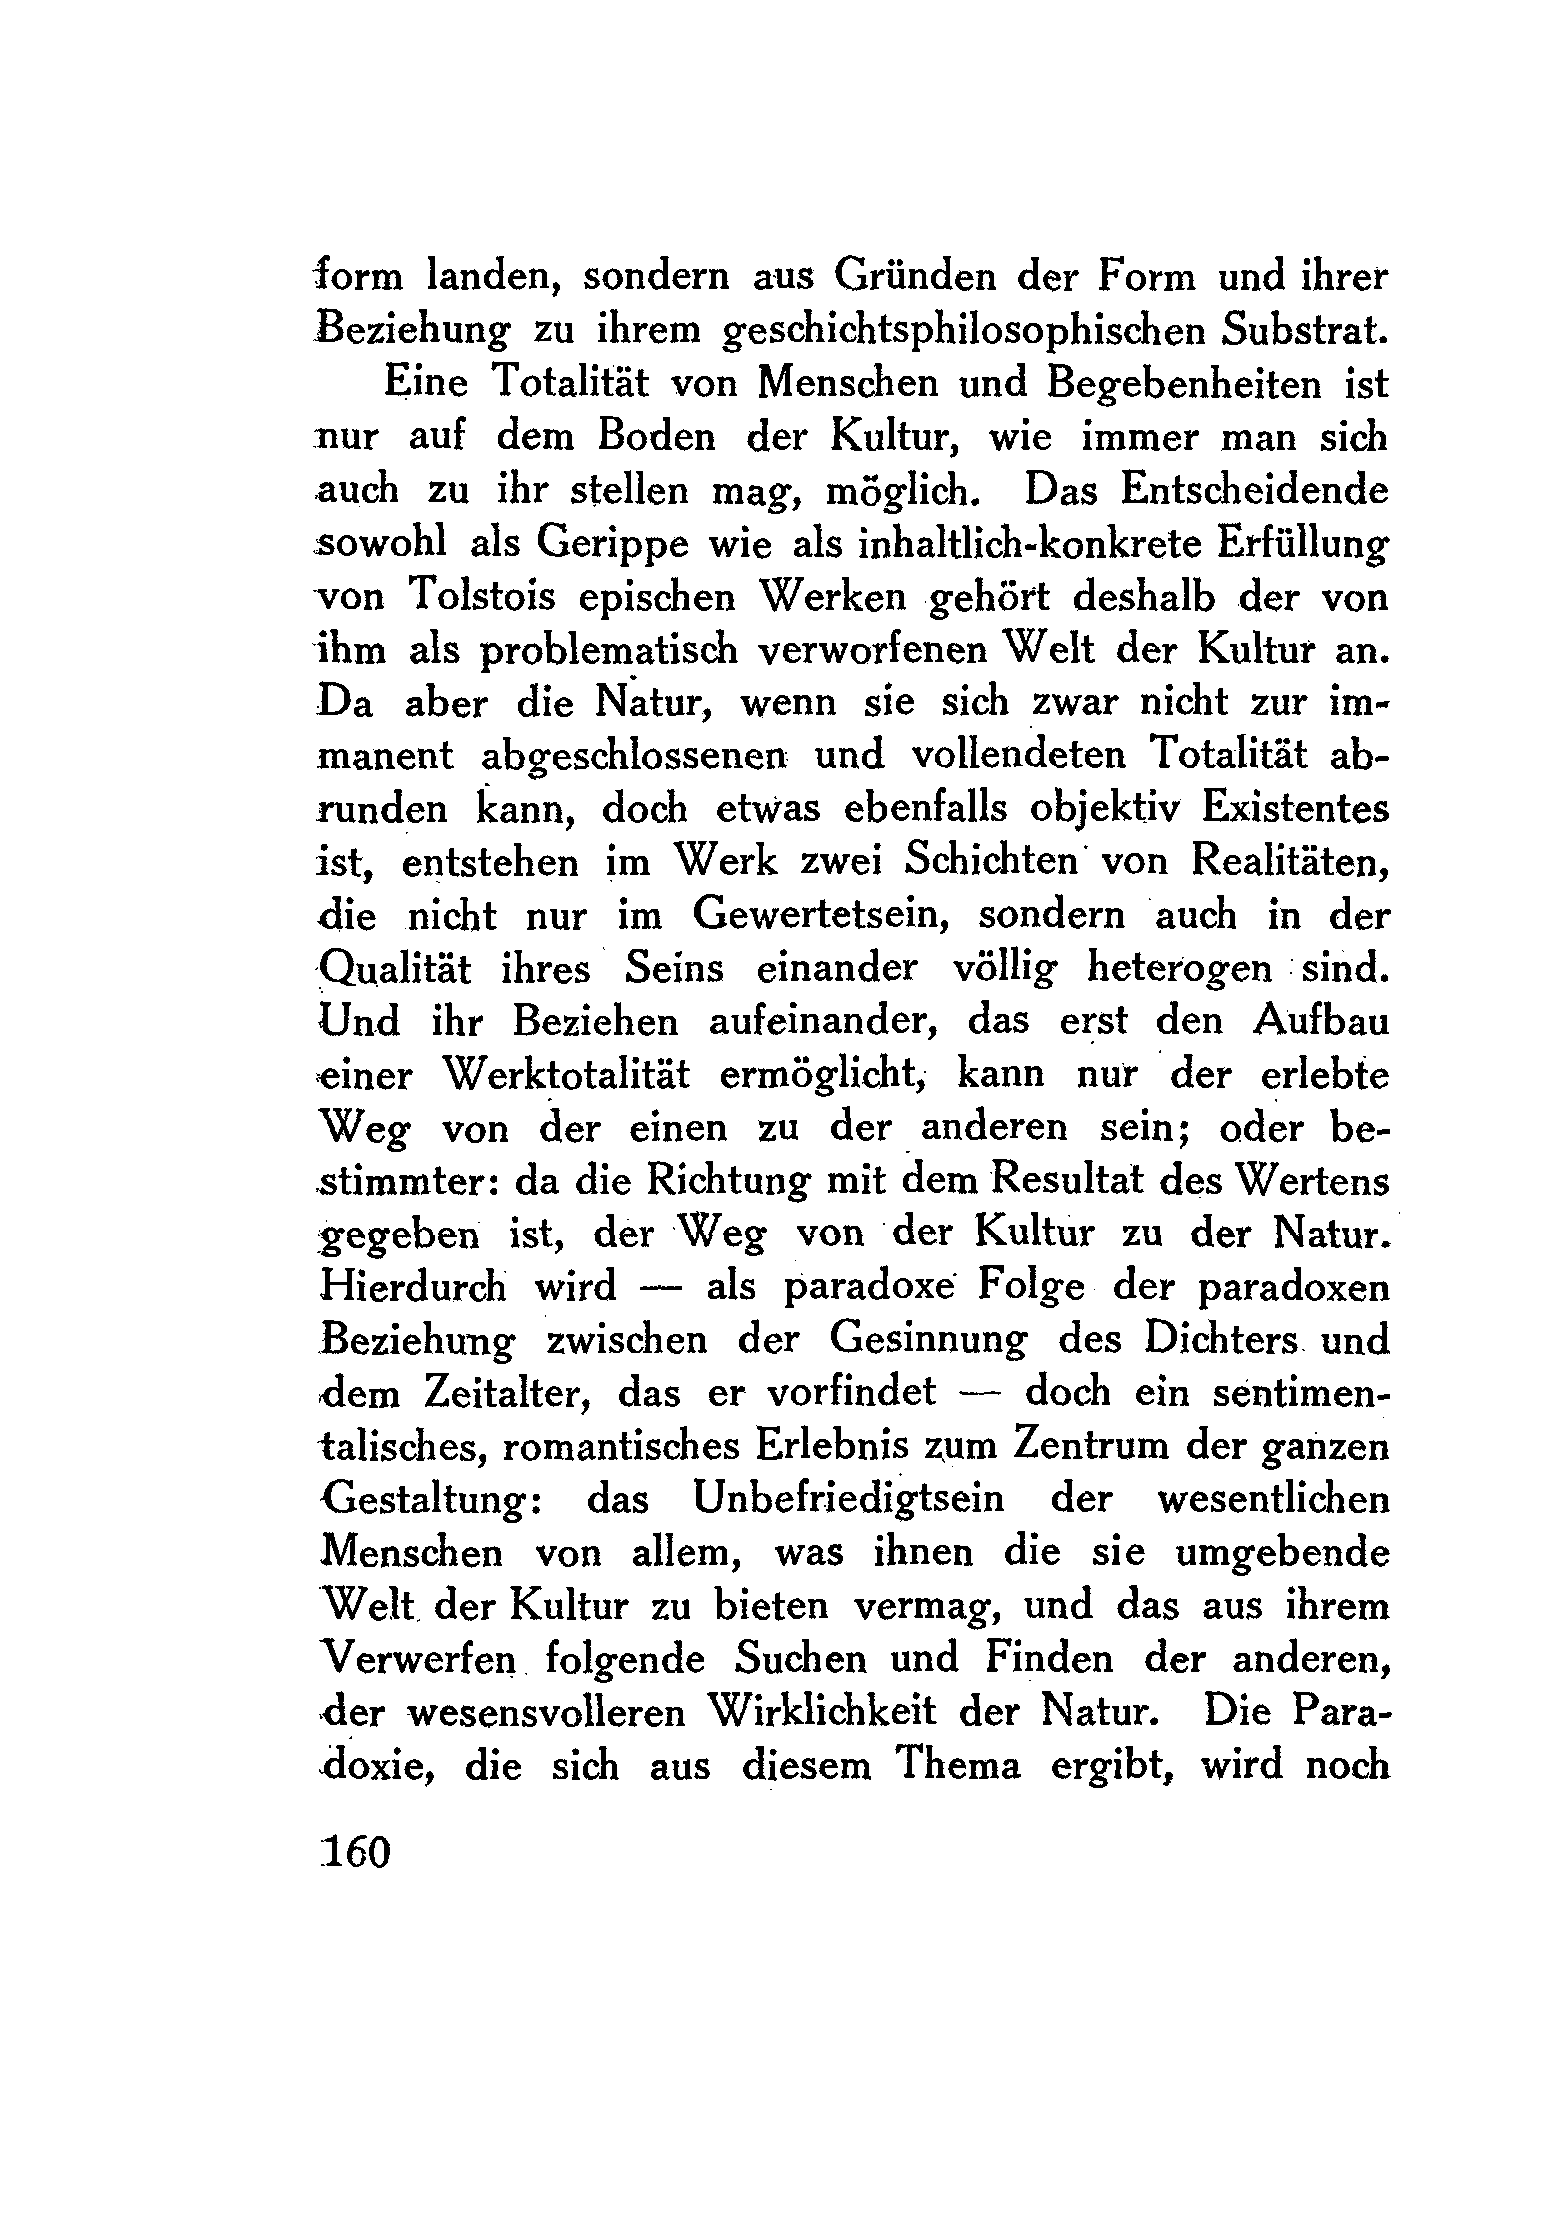 form landen, sondern aus Gründen der Form und ihrer
Beziehung zu ihrem geschichtsphilosophischen Substrat.
Eine Totalität von Menschen und Begebenheiten ist
nur auf dem Boden der Kultur, wie immer man sich
auch zu ihr stellen mag, möglich. Das Entscheidende
sowohl als Gerippe wie als inhaltlich-konkrete Erfüllung
von Tolstois epischen Werken gehört deshalb der von
ihm als problematisch verworfenen Welt der Kultur an.
Da aber die Natur, wenn sie sich zwar nicht zur im-
manent abgeschlossenen und vollendeten Totalität ab-
runden kann, doch etwas ebenfalls objektiv Existentes
ist, entstehen im Werk zwei Schichten von Realitäten,
die nicht nur im Gewertetsein, sondern auch in der
Qualität ihres Seins einander völlig heterogen sind.
Und ihr Beziehen aufeinander, das erst den Aufbau
einer Werktotalität ermöglicht, kann nur der erlebte
Weg von der einen zu der anderen sein; oder be-
stimmter: da die Richtung mit dem Resultat des Wertens
gegeben ist, der Weg von der Kultur zu der Natur.
Hierdurch wird — als paradoxe Folge der paradoxen
Beziehung zwischen der Gesinnung des Dichters und
dem Zeitalter, das er vorfindet — doch ein sentimen-
talisches, romantisches Erlebnis zum Zentrum der ganzen
Gestaltung: das Unbefriedigtsein der wesentlichen
Menschen von allem, was ihnen die sie umgebende
Welt der Kultur zu bieten vermag, und das aus ihrem
Verwerfen folgende Suchen und Finden der anderen,
der wesensvolleren Wirklichkeit der Natur. Die Para-
doxie, die sich aus diesem Thema ergibt, wird noch
160